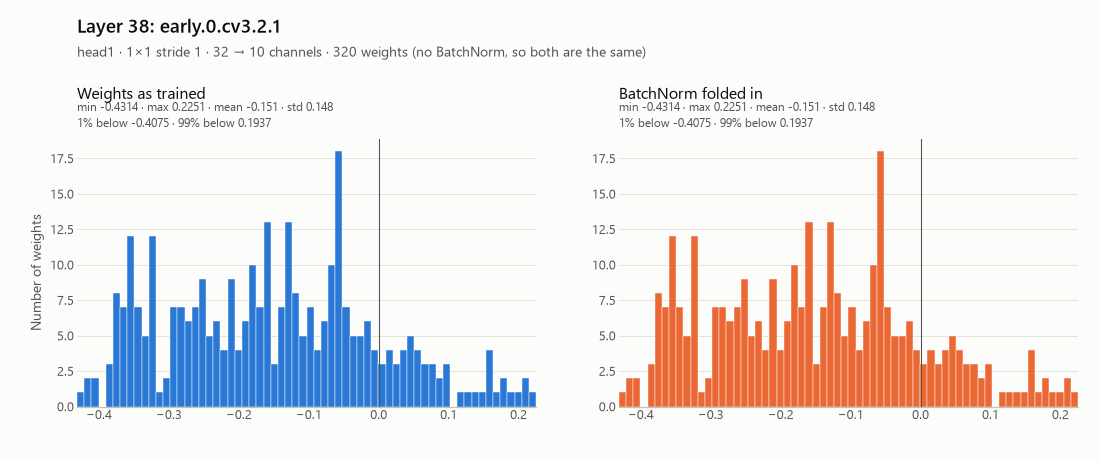 Layer 38: early.0.cv3.2.1
head1 · 1×1 stride 1 · 32 → 10 channels · 320 weights (no BatchNorm, so both are the same)
Weights as trained
min -0.4314 · max 0.2251 · mean -0.151 · std 0.148
1% below -0.4075 · 99% below 0.1937
Number of weights
17.5
15.0
12.5
10.0
7.5
5.0
2.5
0.0
−0.4 −0.3 −0.2 −0.1 0.0 0.1 0.2
BatchNorm folded in
min -0.4314 · max 0.2251 · mean -0.151 · std 0.148
1% below -0.4075 · 99% below 0.1937
17.5
15.0
12.5
10.0
7.5
5.0
2.5
0.0
−0.4 −0.3 −0.2 −0.1 0.0 0.1 0.2